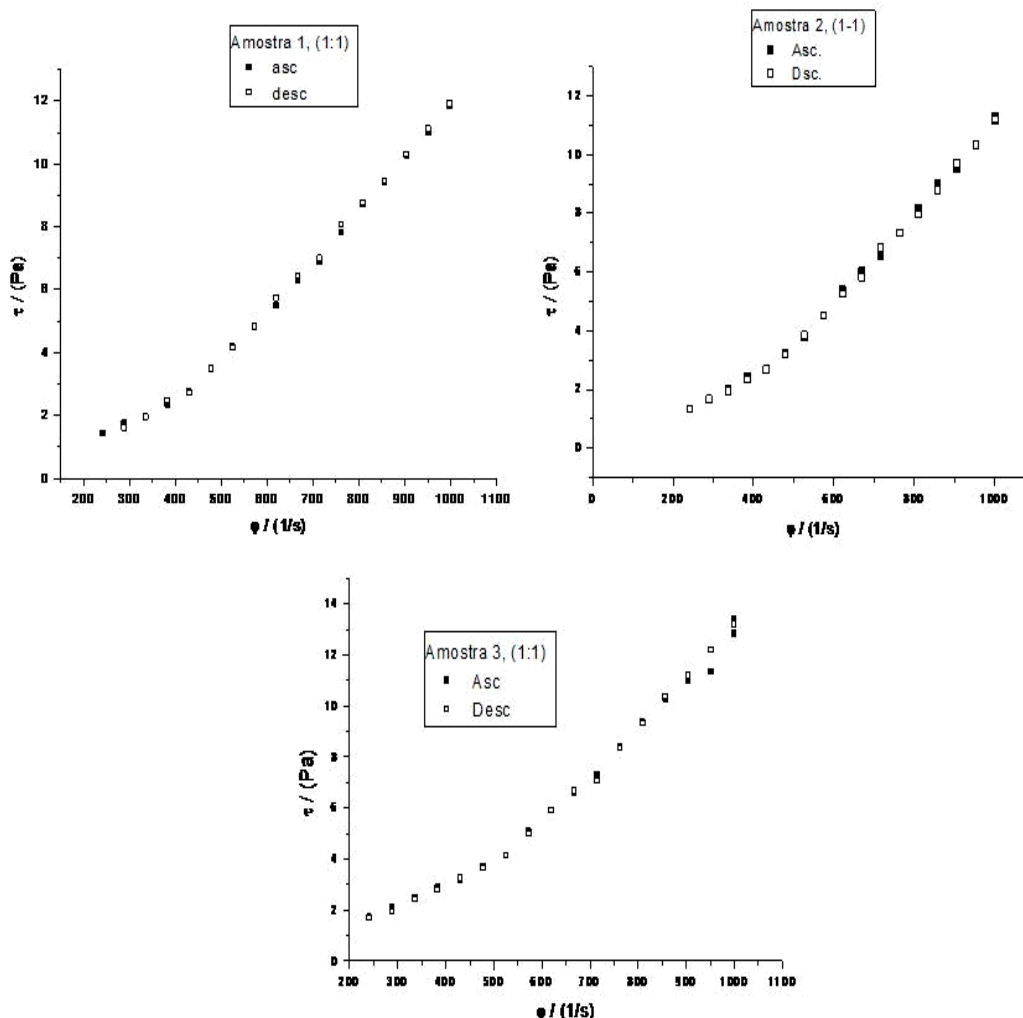 Amostra 1, (1:1)
asc
desc
τ / (Pa)
12
10
8
6
4
2
0
200 300 400 500 600 700 800 900 1000 1100
φ / (1/s)
Amostra 2, (1-1)
Asc.
Dsc.
τ / (Pa)
12
10
8
6
4
2
0
0 200 400 600 800 1000
φ / (1/s)
Amostra 3, (1:1)
Asc
Desc
τ / (Pa)
14
12
10
8
6
4
2
0
200 300 400 500 600 700 800 900 1000 1100
φ / (1/s)